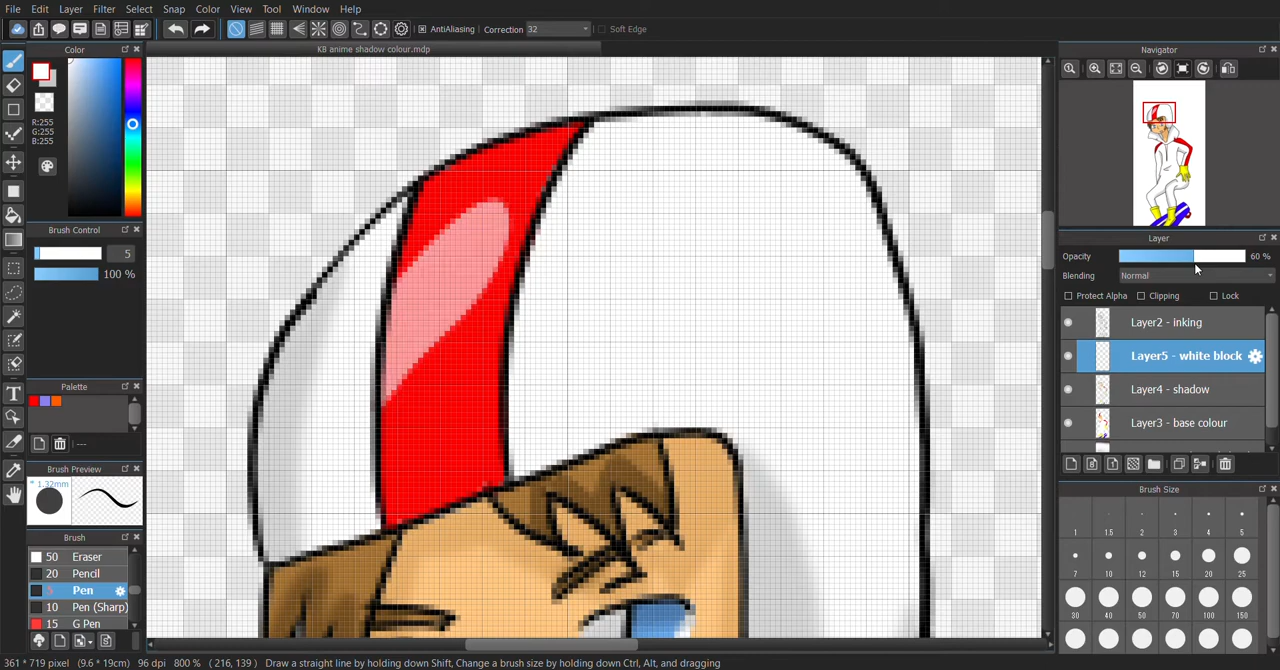 File Edit Layer Filter Select Snap Color View Tool Window Help
AntiAliasing Correction 32 Soft Edge
Color
KB anime shadow colour.mdp
Navigator
R:255
G:255
B:255
Brush Control
5
100 %
Palette
---
Brush Preview
* 1.32mm
Brush
50 Eraser
20 Pencil
5 Pen
10 Pen (Sharp)
15 G Pen
Layer
Opacity 60 %
Blending Normal
Protect Alpha Clipping Lock
Layer2 - inking
Layer5 - white block
Layer4 - shadow
Layer3 - base colour
Brush Size
1 1.5 2 3 4 5
7 10 12 15 20 25
30 40 50 70 100 150
361 * 719 pixel (9.6 * 19cm) 96 dpi 800 % ( 216, 139 ) Draw a straight line by holding down Shift, Change a brush size by holding down Ctrl, Alt, and dragging